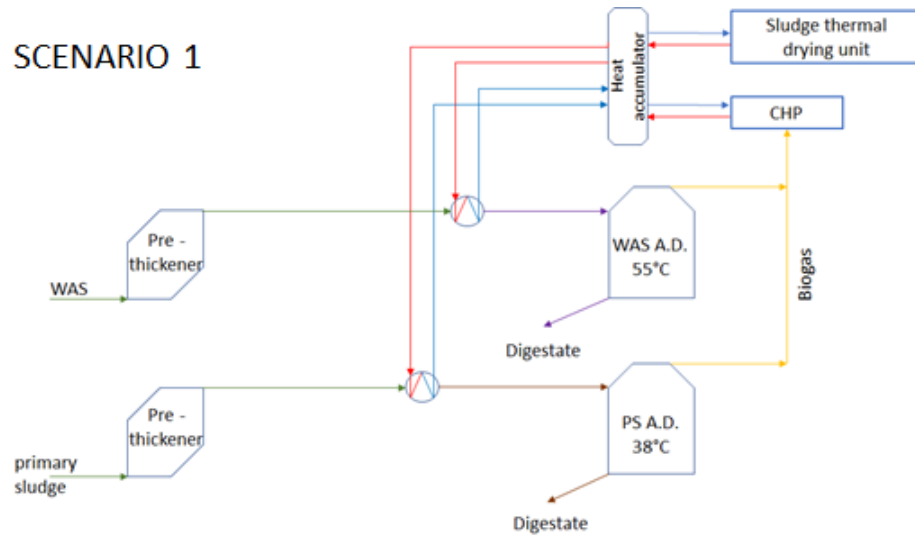 SCENARIO 1
Heat
accumulator
Sludge thermal
drying unit
CHP
Pre -
thickener
WAS
WAS A.D.
55°C
Biogas
Digestate
Pre -
thickener
primary
sludge
PS A.D.
38°C
Digestate